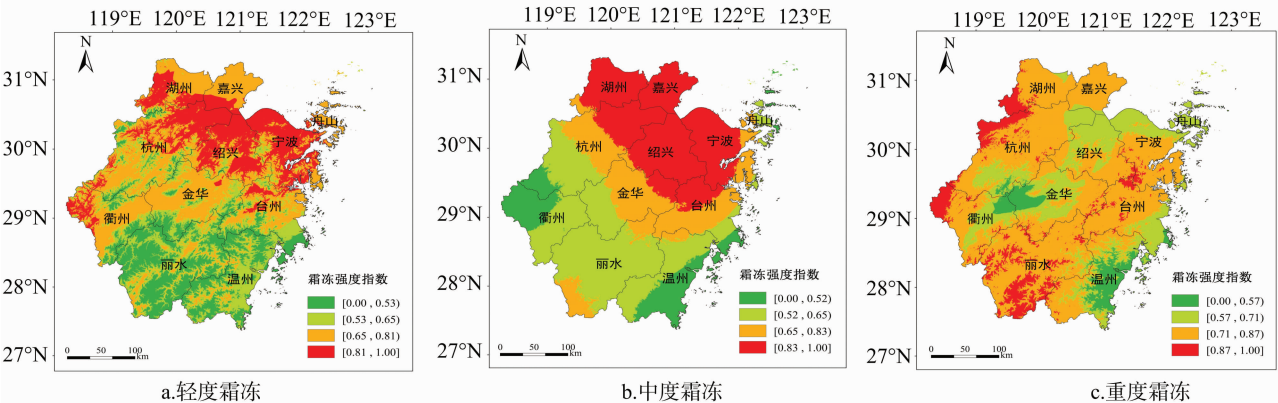 119°E 120°E 121°E 122°E 123°E
N
31°N
30°N
29°N
28°N
27°N
湖州 嘉兴
舟山
杭州 绍兴 宁波
金华
衢州 台州
丽水
温州
霜冻强度指数
[0.00 , 0.53)
[0.53 , 0.65)
[0.65 , 0.81)
[0.81 , 1.00]
0 50 100
km
a.轻度霜冻
119°E 120°E 121°E 122°E 123°E
N
31°N
30°N
29°N
28°N
27°N
湖州 嘉兴
舟山
杭州 绍兴 宁波
金华
衢州 台州
丽水
温州
霜冻强度指数
[0.00 , 0.52)
[0.52 , 0.65)
[0.65 , 0.83)
[0.83 , 1.00]
0 50 100
km
b.中度霜冻
119°E 120°E 121°E 122°E 123°E
N
31°N
30°N
29°N
28°N
27°N
湖州 嘉兴
舟山
杭州 绍兴 宁波
金华
衢州 台州
丽水
温州
霜冻强度指数
[0.00 , 0.57)
[0.57 , 0.71)
[0.71 , 0.87)
[0.87 , 1.00]
0 50 100
km
c.重度霜冻